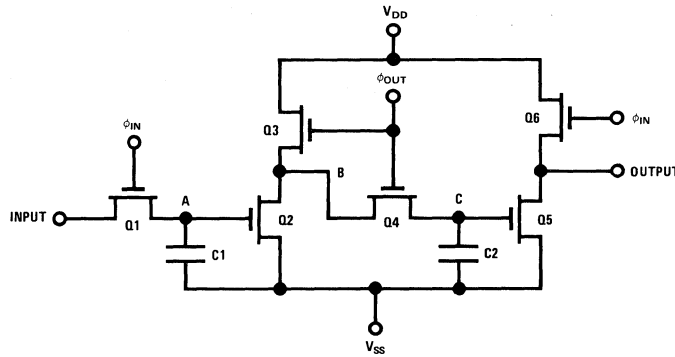 VDD
φOUT
Q3
Q6
φIN
φIN
A
B
C
OUTPUT
INPUT
Q1
Q2
Q4
Q5
C1
C2
VSS